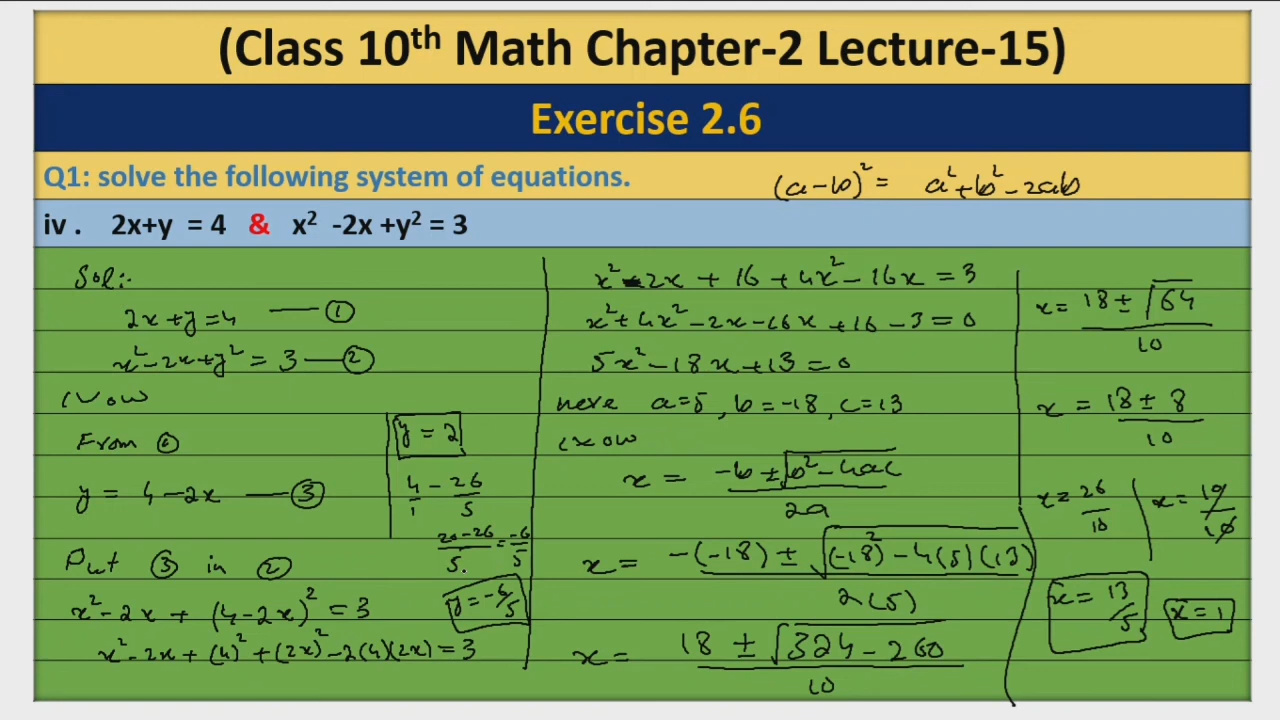 (Class 10th Math Chapter-2 Lecture-15)
Exercise 2.6
Q1: solve the following system of equations.
(a-b)² = a²+b²-2ab
iv . 2x+y = 4 & x² -2x +y² = 3
Sol:-
2x+y=4 —— ①
x²-2x+y² = 3 —— ②
Now
From ①
y = 4-2x —— ③
Put ③ in ②
x²-2x + (4-2x)² = 3
x²-2x + (4)² + (2x)² -2(4)(2x) = 3
y = 2
4/1 - 26/5
20-26/5 = -6/5
y = -6/5
x²-2x + 16 + 4x² - 16x = 3
x²+4x²-2x-16x+16-3=0
5x²-18x+13=0
here a=5, b=-18, c=13
Now
x = -b ± √b²-4ac / 2a
x = -(-18) ± √(-18)²-4(5)(13) / 2(5)
x = 18 ± √324-260 / 10
x = 18 ± √64 / 10
x = 18 ± 8 / 10
x = 26/10 | x = 10/10
x = 13/5 x = 1